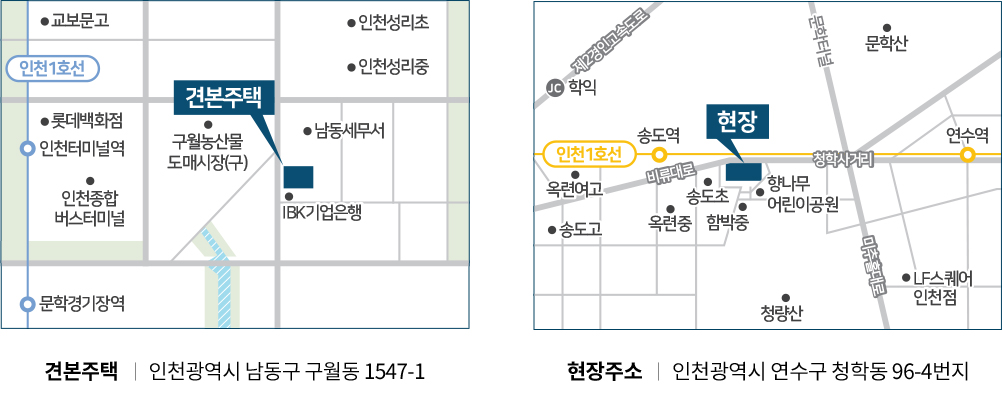 교보문고
인천성리초
인천1호선
인천성리중
견본주택
롯데백화점
구월농산물
도매시장(구)
남동세무서
인천터미널역
인천종합
버스터미널
IBK기업은행
문학경기장역
견본주택 인천광역시 남동구 구월동 1547-1
제2경인고속도로
문학터널
문학산
JC 학익
현장
송도역
연수역
인천1호선
청학사거리
비류대로
옥련여고
송도초
향나무
어린이공원
옥련중
함박중
송도고
미추홀대로
LF스퀘어
인천점
청량산
현장주소 인천광역시 연수구 청학동 96-4번지